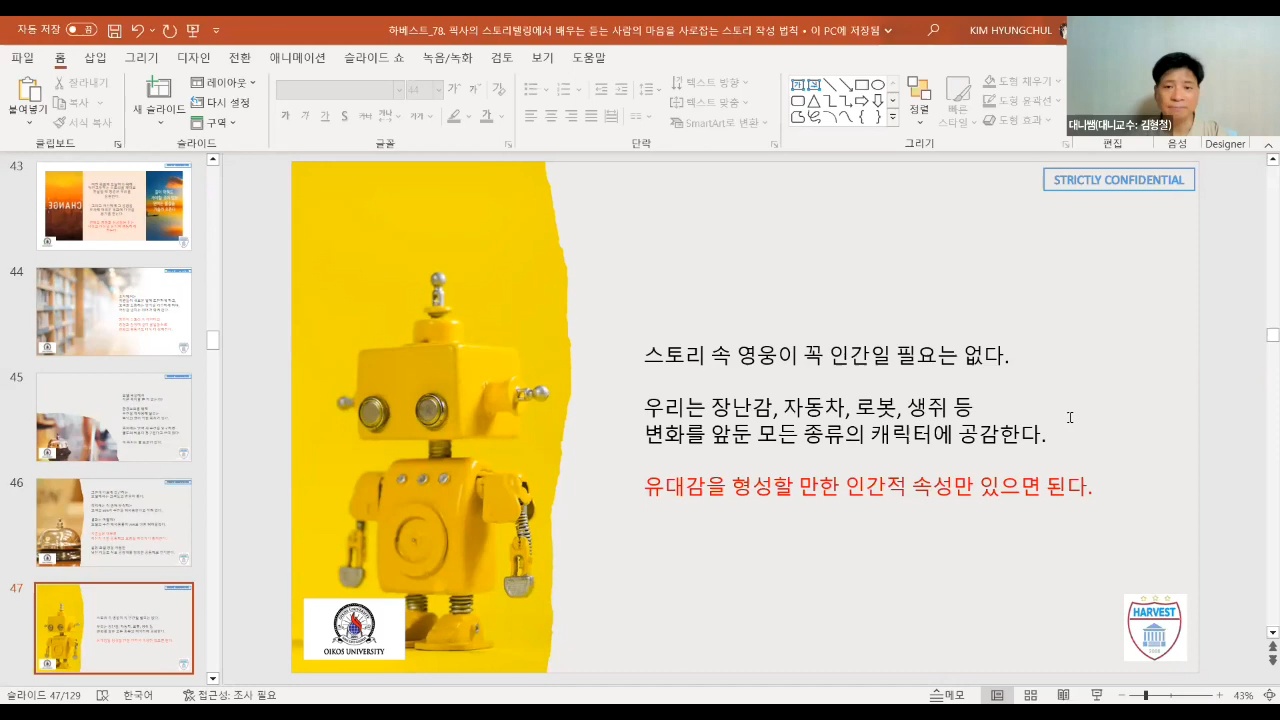 자동 저장
하베스트_78. 픽사의 스토리텔링에서 배우는 듣는 사람의 마음을 사로잡는 스토리 작성 법칙 • 이 PC에 저장됨
KIM HYUNGCHUL
파일 홈 삽입 그리기 디자인 전환 애니메이션 슬라이드 쇼 녹음/녹화 검토 보기 도움말
붙여넣기
잘라내기
복사
서식 복사
클립보드
새 슬라이드
레이아웃
다시 설정
구역
슬라이드
44
글꼴
텍스트 방향
텍스트 맞춤
SmartArt로 변환
단락
정렬
빠른 스타일
도형 채우기
도형 윤곽선
도형 효과
그리기
편집
음성
Designer
대니쌤(대니교수: 김형철)
43
CHANGE
44
45
46
47
STRICTLY CONFIDENTIAL
스토리 속 영웅이 꼭 인간일 필요는 없다.
우리는 장난감, 자동차, 로봇, 생쥐 등
변화를 앞둔 모든 종류의 캐릭터에 공감한다.
유대감을 형성할 만한 인간적 속성만 있으면 된다.
OIKOS UNIVERSITY
HARVEST
슬라이드 47/129
한국어
접근성: 조사 필요
메모
43%